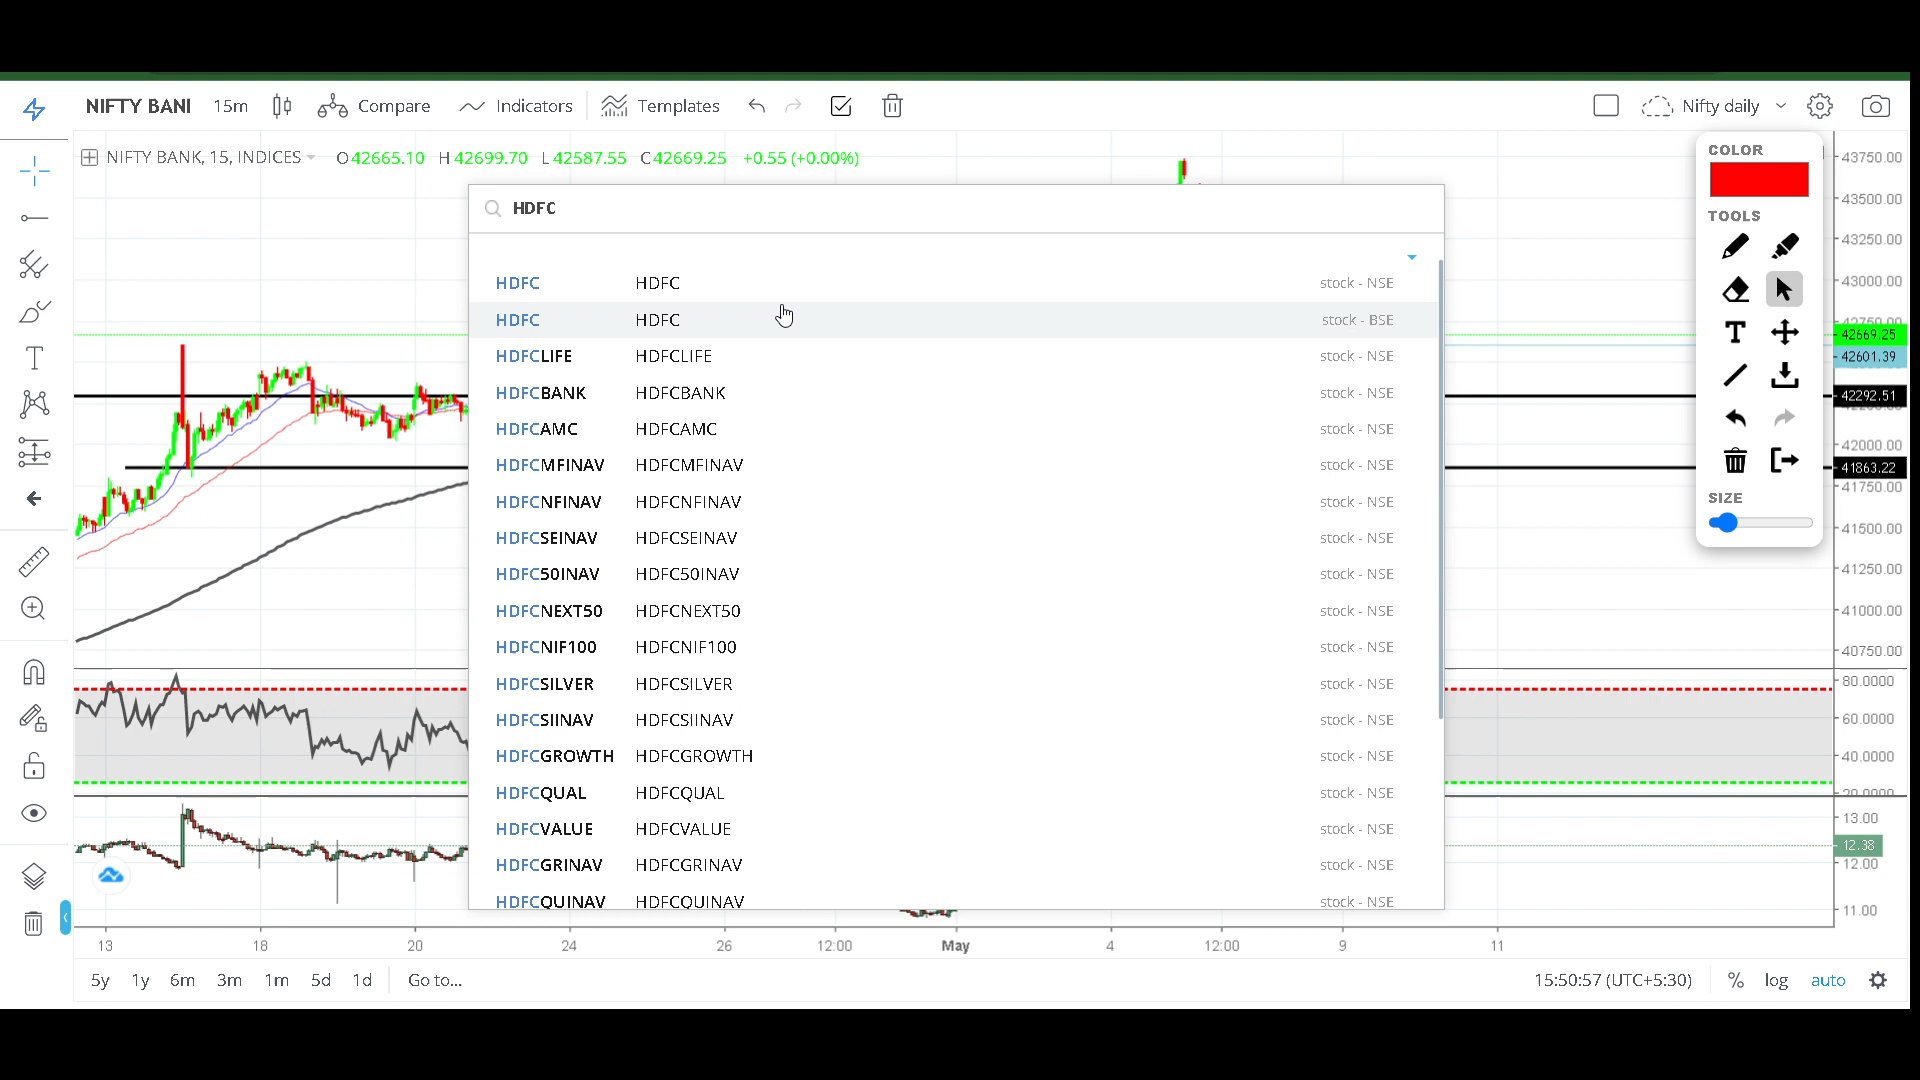 NIFTY BANI 15m Compare Indicators Templates Nifty daily
NIFTY BANK, 15, INDICES O42665.10 H42699.70 L42587.55 C42669.25 +0.55 (+0.00%)
HDFC
HDFC HDFC stock - NSE
HDFC HDFC stock - BSE
HDFCLIFE HDFCLIFE stock - NSE
HDFCBANK HDFCBANK stock - NSE
HDFCAMC HDFCAMC stock - NSE
HDFCMFINAV HDFCMFINAV stock - NSE
HDFCNFINAV HDFCNFINAV stock - NSE
HDFCSEINAV HDFCSEINAV stock - NSE
HDFC50INAV HDFC50INAV stock - NSE
HDFCNEXT50 HDFCNEXT50 stock - NSE
HDFCNIF100 HDFCNIF100 stock - NSE
HDFCSILVER HDFCSILVER stock - NSE
HDFCSIINAV HDFCSIINAV stock - NSE
HDFCGROWTH HDFCGROWTH stock - NSE
HDFCQUAL HDFCQUAL stock - NSE
HDFCVALUE HDFCVALUE stock - NSE
HDFCGRINAV HDFCGRINAV stock - NSE
HDFCQUINAV HDFCQUINAV stock - NSE
COLOR
TOOLS
T
SIZE
43750.00
43500.00
43250.00
43000.00
42750.00
42669.25
42601.39
42292.51
42000.00
41863.22
41750.00
41500.00
41250.00
41000.00
40750.00
80.0000
60.0000
40.0000
20.0000
13.00
12.38
12.00
11.00
13 18 20 24 26 12:00 May 4 12:00 9 11
5y 1y 6m 3m 1m 5d 1d Go to... 15:50:57 (UTC+5:30) % log auto